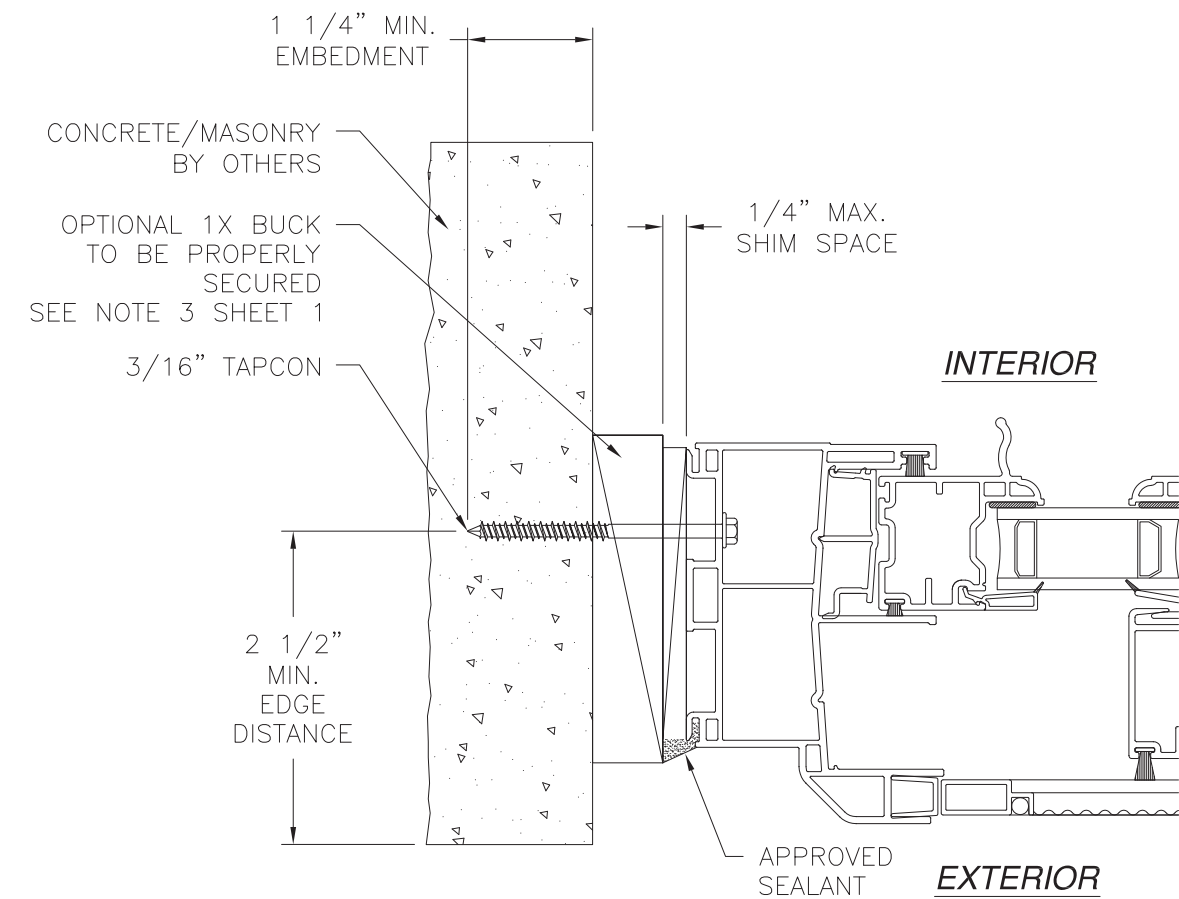 1 1/4” MIN.
EMBEDMENT
CONCRETE/MASONRY
BY OTHERS
OPTIONAL 1X BUCK
TO BE PROPERLY
SECURED
SEE NOTE 3 SHEET 1
3/16” TAPCON
1/4” MAX.
SHIM SPACE
INTERIOR
2 1/2”
MIN.
EDGE
DISTANCE
APPROVED
SEALANT
EXTERIOR